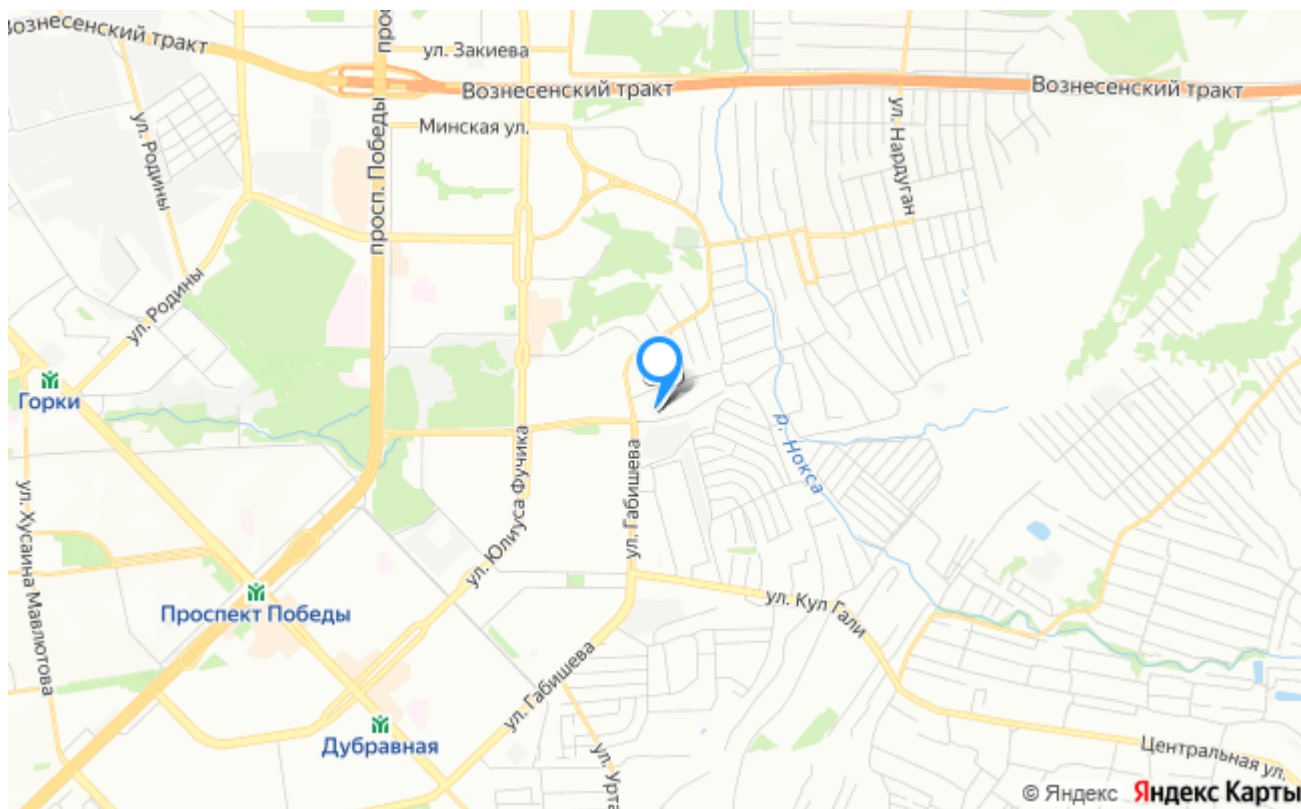 Вознесенский тракт
ул. Закиева
Вознесенский тракт
Вознесенский тракт
Минская ул.
просп. Победы
ул. Родины
ул. Нардуган
ул. Родины
Горки
р. Нокса
ул. Хусаина Мавлютова
ул. Юлиуса Фучика
ул. Габишева
Проспект Победы
ул. Кул Гали
ул. Габишева
Дубравная
ул. Урта
Центральная ул.
© Яндекс Яндекс Карты